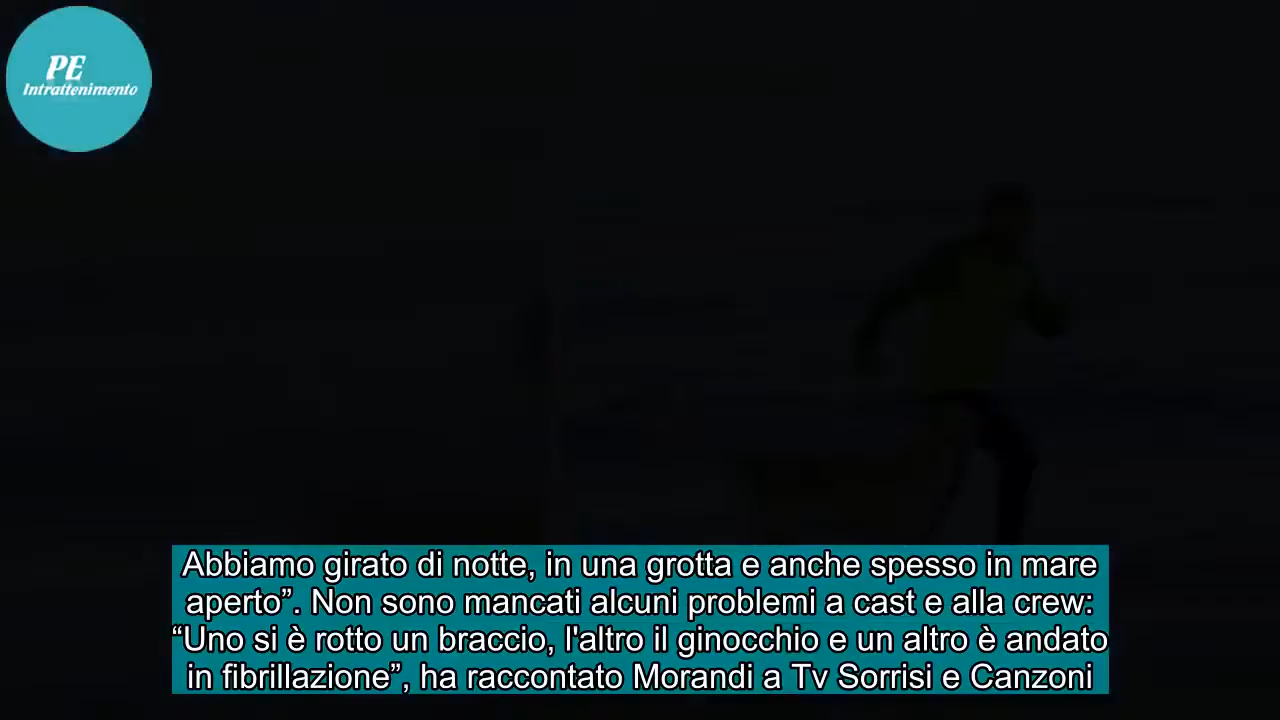 PE
Intrattenimento
Abbiamo girato di notte, in una grotta e anche spesso in mare
aperto”. Non sono mancati alcuni problemi a cast e alla crew:
“Uno si è rotto un braccio, l'altro il ginocchio e un altro è andato
in fibrillazione”, ha raccontato Morandi a Tv Sorrisi e Canzoni